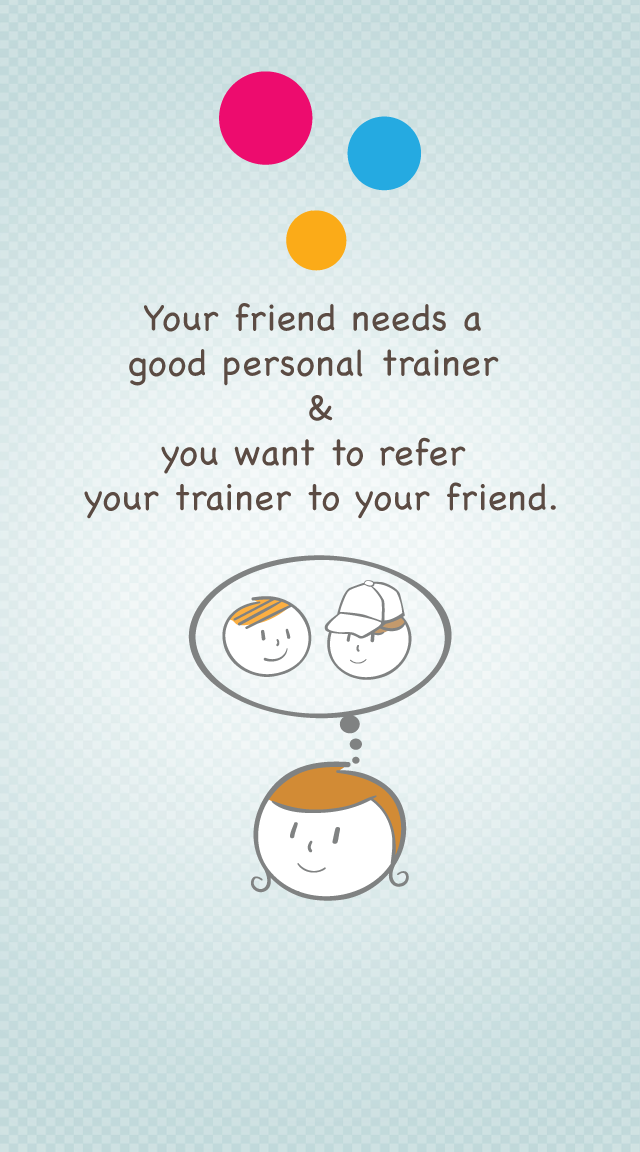 Your friend needs a
good personal trainer
&
you want to refer
your trainer to your friend.